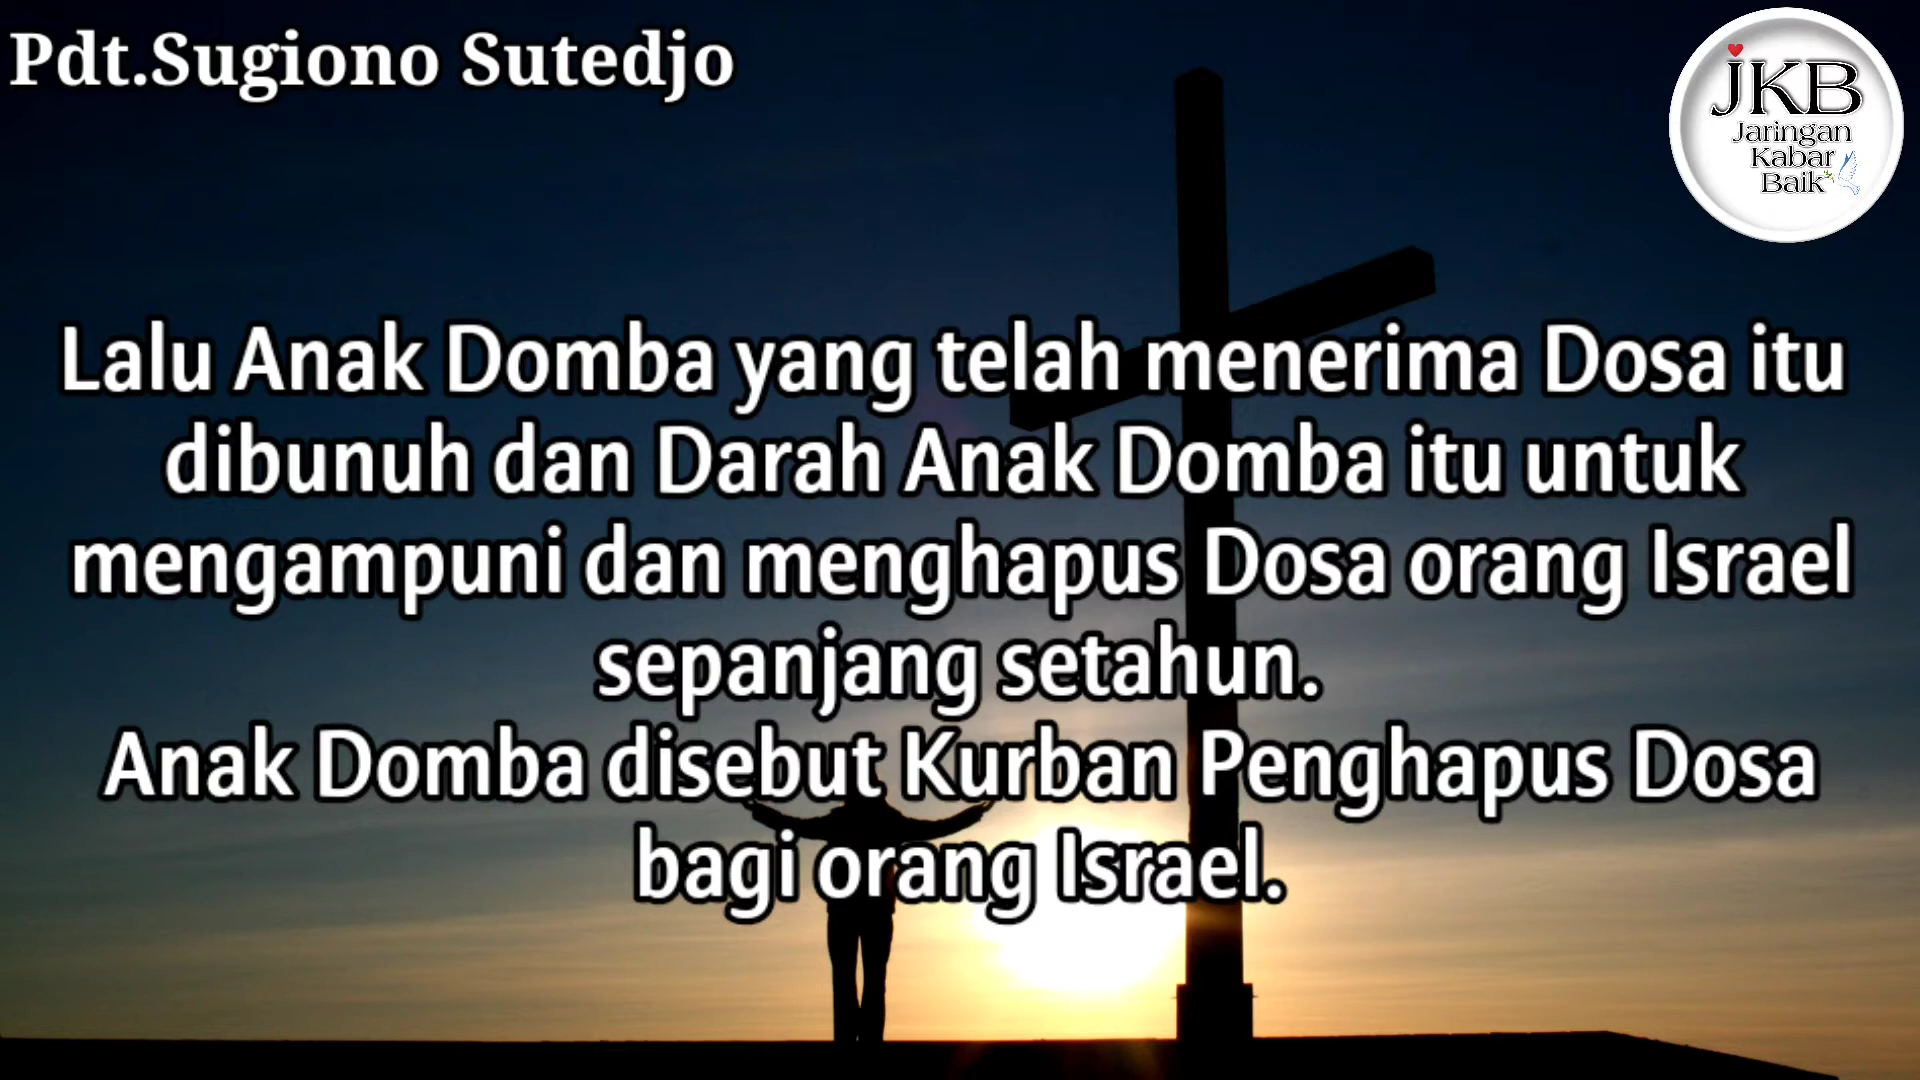 Pdt.Sugiono Sutedjo
JKB
Jaringan
Kabar
Baik
Lalu Anak Domba yang telah menerima Dosa itu
dibunuh dan Darah Anak Domba itu untuk
mengampuni dan menghapus Dosa orang Israel
sepanjang setahun.
Anak Domba disebut Kurban Penghapus Dosa
bagi orang Israel.